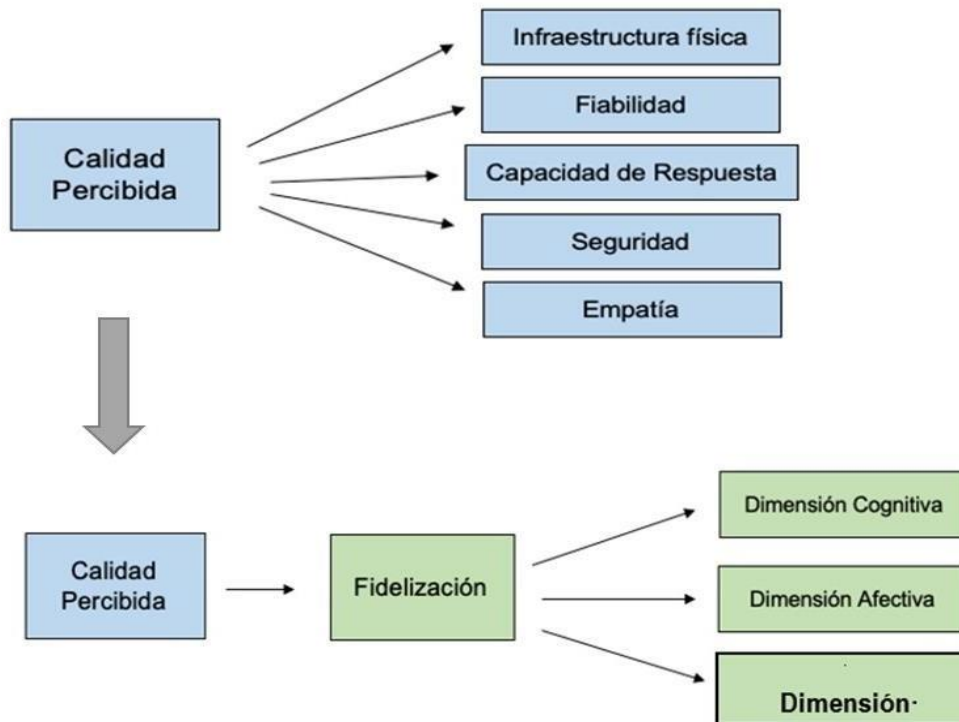 Infraestructura física
Fiabilidad
Calidad
Percibida
Capacidad de Respuesta
Seguridad
Empatía
Dimensión Cognitiva
Calidad
Percibida
Fidelización
Dimensión Afectiva
Dimensión·